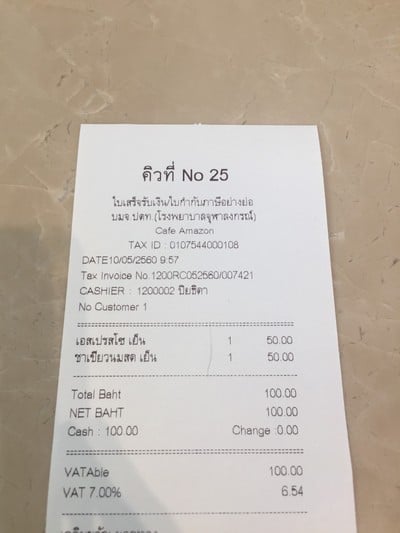 คิวที่ No 25
ใบเสร็จรับเงิน/ใบกำกับภาษีอย่างย่อ
บมจ.ปตท.(โรงพยาบาลจุฬาลงกรณ์)
Cafe Amazon
TAX ID : 0107544000108
DATE10/05/2560 9:57
Tax Invoice No.1200RC052560/007421
CASHIER : 1200002 ปิยธิดา
No Customer 1
เอสเปรสโซ เย็น 1 50.00
ชาเขียวนมสด เย็น 1 50.00
Total Baht 100.00
NET BAHT 100.00
Cash : 100.00 Change :0.00
VATAble 100.00
VAT 7.00% 6.54